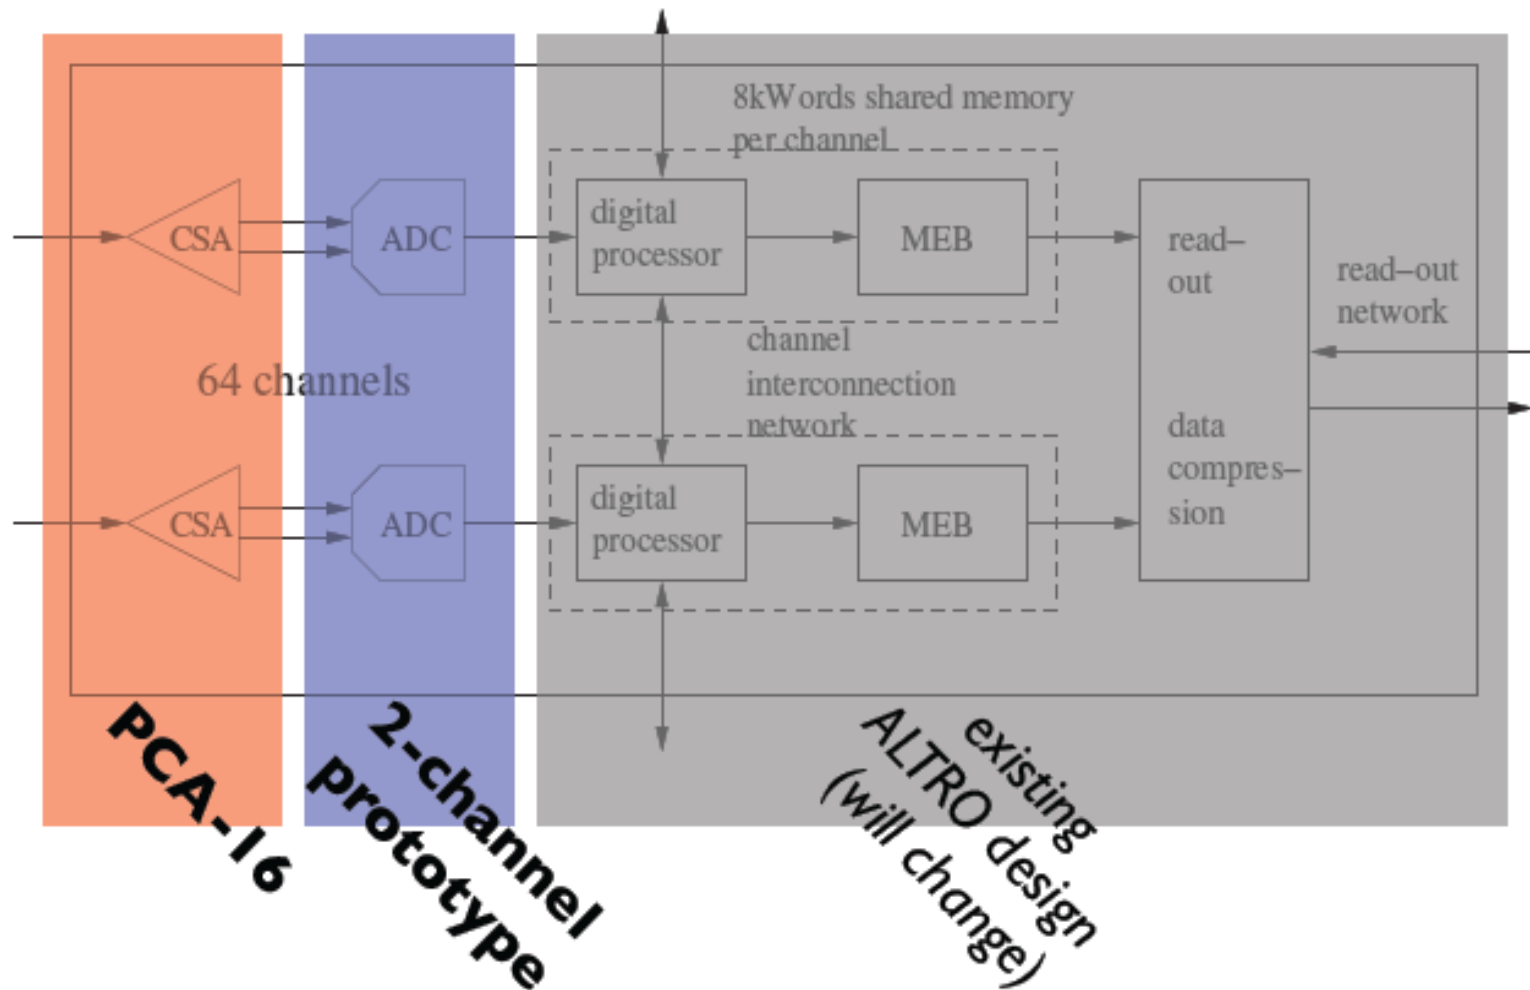 8kWords shared memory
per channel
CSA
ADC
digital
processor
MEB
read–
out
read–out
network
channel
interconnection
network
64 channels
CSA
ADC
digital
processor
MEB
data
compres–
sion
PCA-16
2-channel
prototype
existing
ALTRO design
(will change)